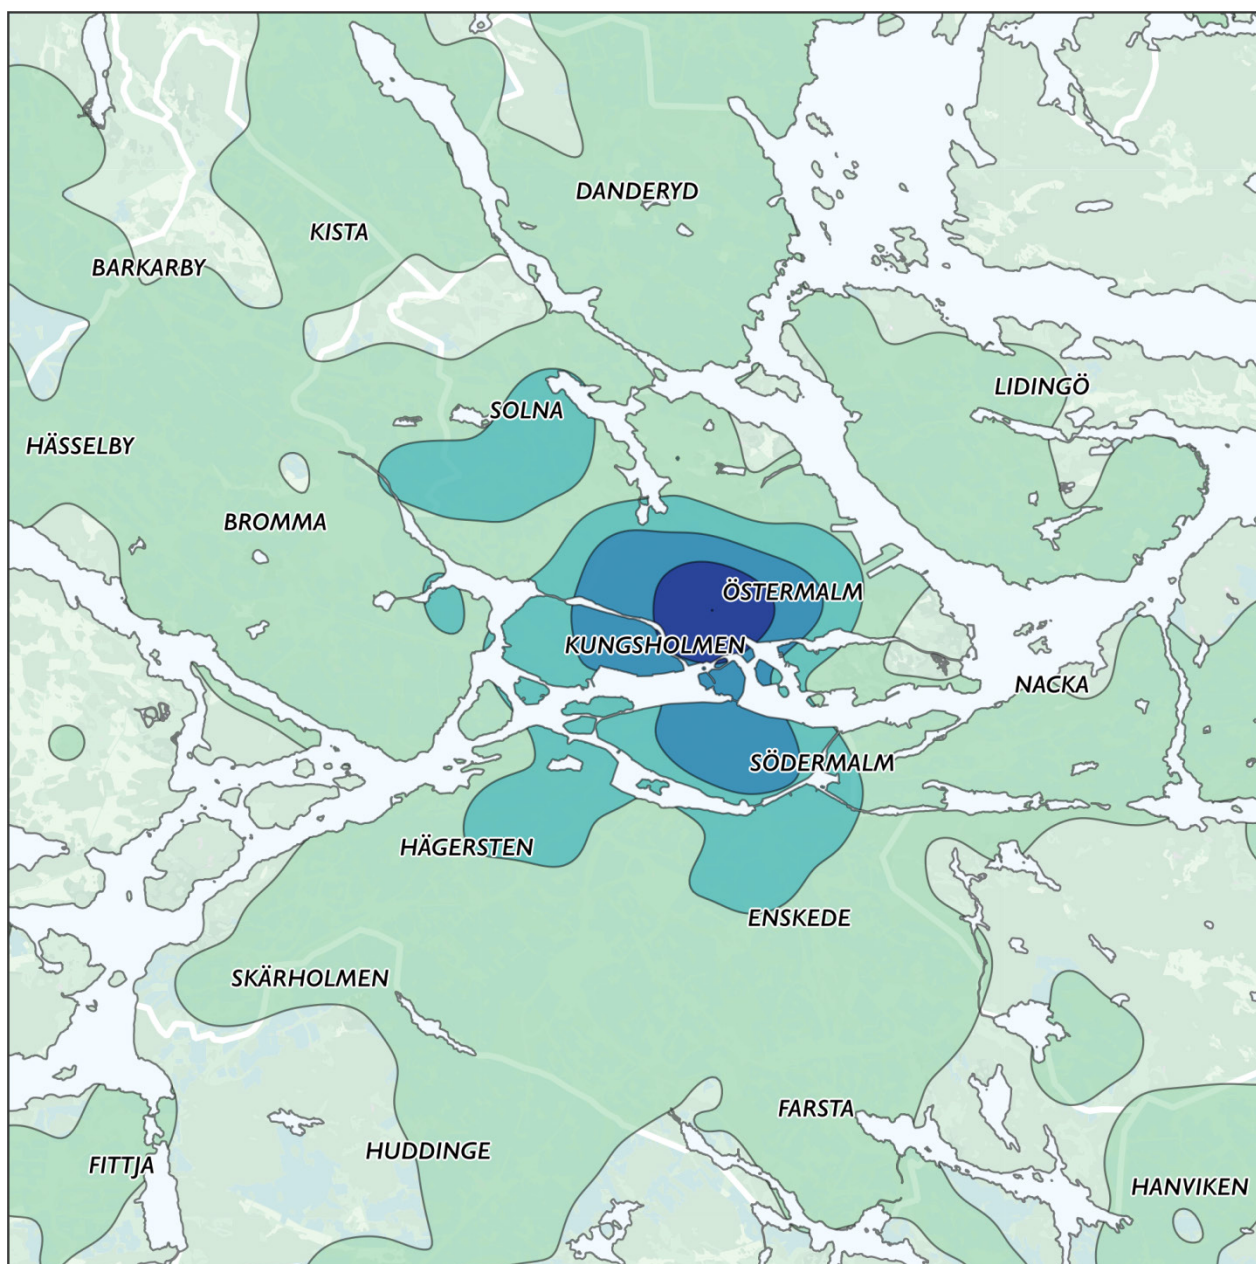 DANDERYD
KISTA
BARKARBY
LIDINGÖ
SOLNA
HÄSSELBY
BROMMA
ÖSTERMALM
KUNGSHOLMEN
NACKA
SÖDERMALM
HÄGERSTEN
ENSKEDE
SKÄRHOLMEN
FARSTA
HUDDINGE
FITTJA
HANVIKEN